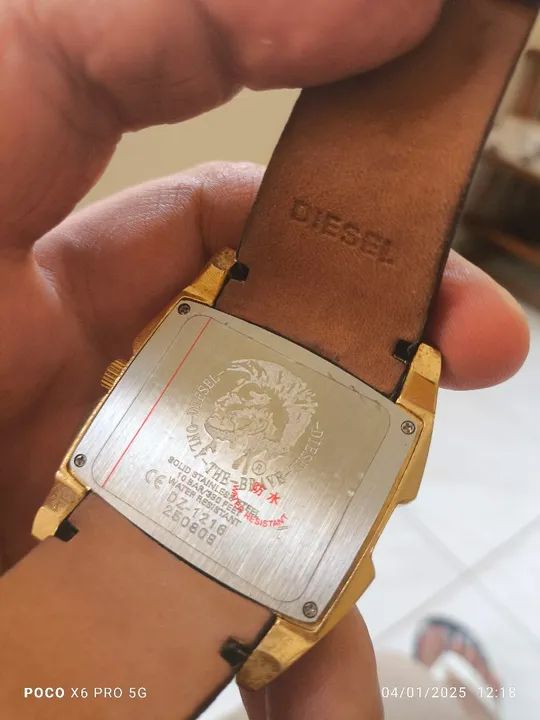 DIESEL
DIESEL
DIESEL
ONLY THE BRAVE
®
SOLID STAINLESS STEEL
10 BAR/330 FEET
WATER RESISTANT
CE
DZ-1216
250808
防水
WATER RESISTANT
POCO X6 PRO 5G
04/01/2025 12:18